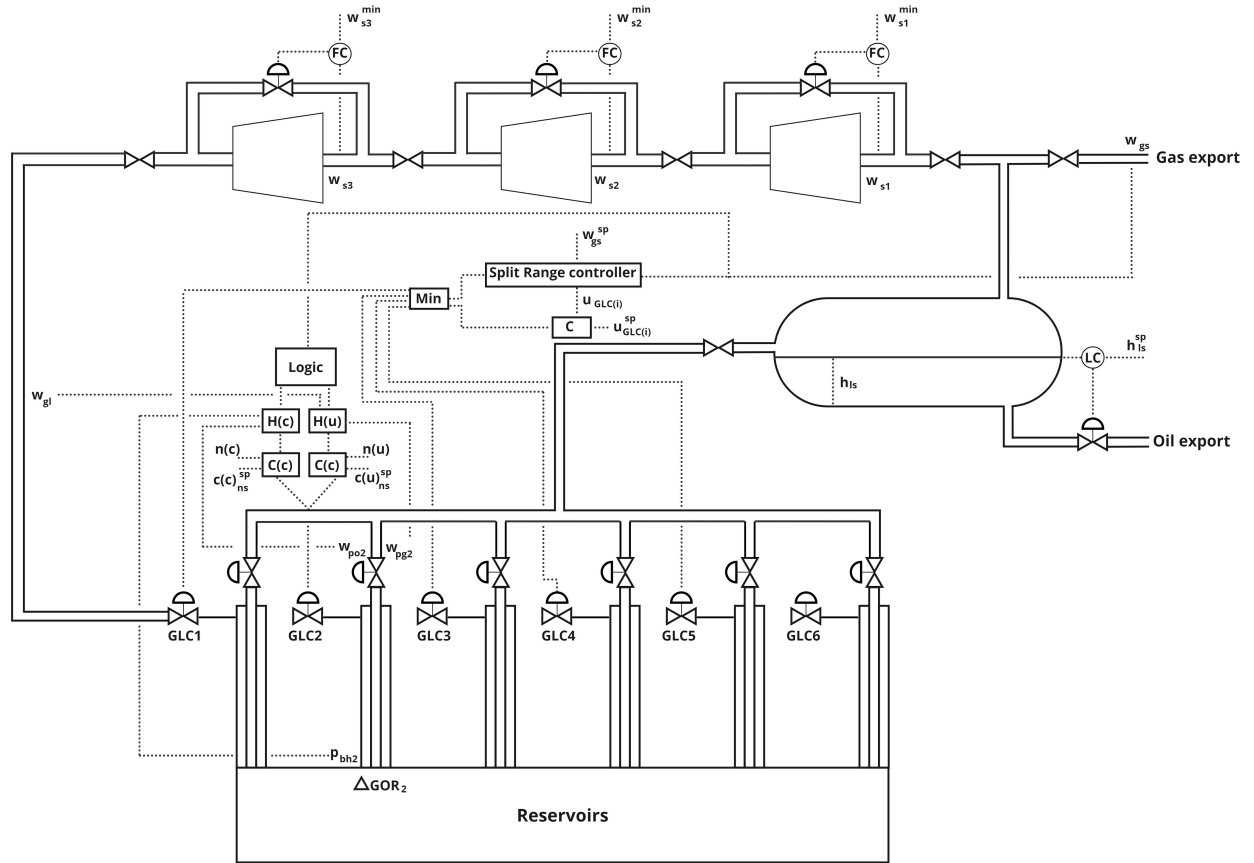 w s3 min
w s2 min
w s1 min
FC
FC
FC
w gs
Gas export
w s3
w s2
w s1
w gs sp
Split Range controller
Min
u GLC(i)
C
u GLC(i) sp
h ls sp
LC
Logic
h ls
w gl
H(c)
H(u)
Oil export
n(c)
n(u)
C(c)
C(c)
c(c) ns sp
c(u) ns sp
w po2
w pg2
GLC1
GLC2
GLC3
GLC4
GLC5
GLC6
p bh2
△GOR 2
Reservoirs